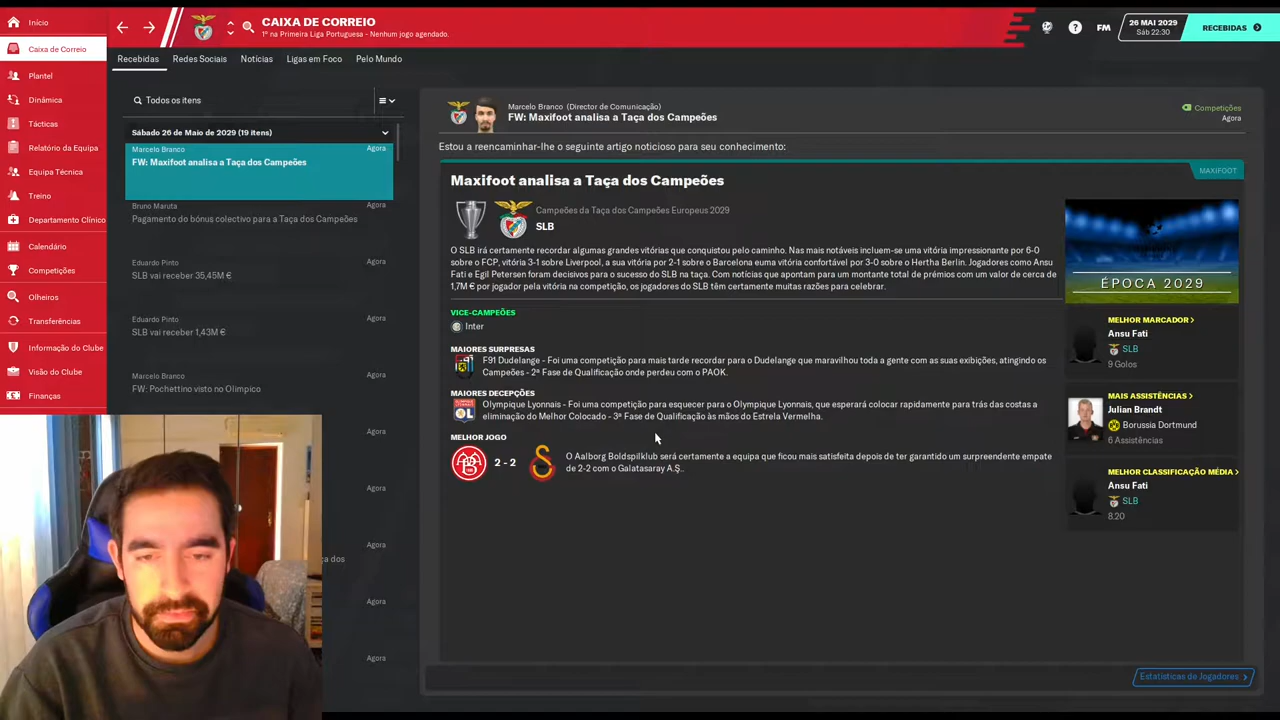 Início
Caixa de Correio
Plantel
Dinâmica
Tácticas
Relatório da Equipa
Equipa Técnica
Treino
Departamento Clínico
Calendário
Competições
Olheiros
Transferências
Informação do Clube
Visão do Clube
Finanças
CAIXA DE CORREIO
1º na Primeira Liga Portuguesa - Nenhum jogo agendado.
?
FM
26 MAI 2029
Sáb 22:30
RECEBIDAS
Recebidas
Redes Sociais
Notícias
Ligas em Foco
Pelo Mundo
Todos os itens
Sábado 26 de Maio de 2029 (19 itens)
Marcelo Branco Agora
FW: Maxifoot analisa a Taça dos Campeões
Bruno Maruta Agora
Pagamento do bónus colectivo para a Taça dos Campeões
Eduardo Pinto Agora
SLB vai receber 35,45M €
Eduardo Pinto Agora
SLB vai receber 1,43M €
Marcelo Branco Agora
FW: Pochettino visto no Olimpico
Agora
Agora
Agora
ça dos
Agora
Agora
Marcelo Branco (Director de Comunicação)
FW: Maxifoot analisa a Taça dos Campeões
Competições
Agora
Estou a reencaminhar-lhe o seguinte artigo noticioso para seu conhecimento:
MAXIFOOT
Maxifoot analisa a Taça dos Campeões
Campeões da Taça dos Campeões Europeus 2029
SLB
O SLB irá certamente recordar algumas grandes vitórias que conquistou pelo caminho. Nas mais notáveis incluem-se uma vitória impressionante por 6-0
sobre o FCP, vitória 3-1 sobre Liverpool, a sua vitória por 2-1 sobre o Barcelona euma vitória confortável por 3-0 sobre o Hertha Berlin. Jogadores como Ansu
Fati e Egil Petersen foram decisivos para o sucesso do SLB na taça. Com notícias que apontam para um montante total de prémios com um valor de cerca de
1,7M € por jogador pela vitória na competição, os jogadores do SLB têm certamente muitas razões para celebrar.
VICE-CAMPEÕES
Inter
MAIORES SURPRESAS
F91 Dudelange - Foi uma competição para mais tarde recordar para o Dudelange que maravilhou toda a gente com as suas exibições, atingindo os
Campeões - 2ª Fase de Qualificação onde perdeu com o PAOK.
MAIORES DECEPÇÕES
Olympique Lyonnais - Foi uma competição para esquecer para o Olympique Lyonnais, que esperará colocar rapidamente para trás das costas a
eliminação do Melhor Colocado - 3ª Fase de Qualificação às mãos do Estrela Vermelha.
MELHOR JOGO
2 - 2
O Aalborg Boldspilklub será certamente a equipa que ficou mais satisfeita depois de ter garantido um surpreendente empate
de 2-2 com o Galatasaray A.Ş..
ÉPOCA 2029
MELHOR MARCADOR
Ansu Fati
SLB
9 Golos
MAIS ASSISTÊNCIAS
Julian Brandt
Borussia Dortmund
6 Assistências
MELHOR CLASSIFICAÇÃO MÉDIA
Ansu Fati
SLB
8.20
Estatísticas de Jogadores